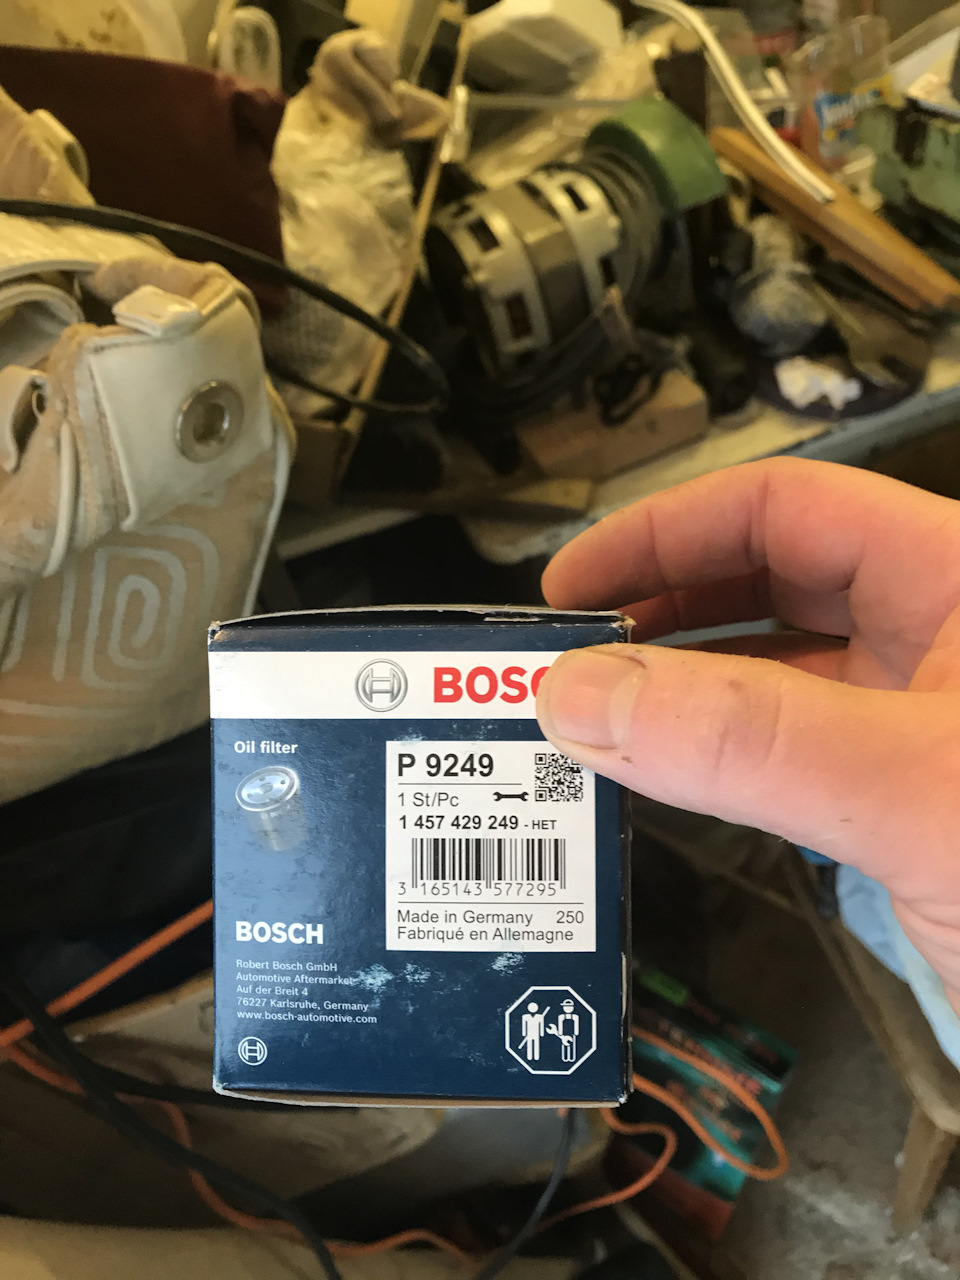 BOSC
Oil filter
P 9249
1 St/Pc
1 457 429 249 - HET
3 165143 577295
Made in Germany 250
Fabriqué en Allemagne
BOSCH
Robert Bosch GmbH
Automotive Aftermarket
Auf der Breit 4
76227 Karlsruhe, Germany
www.bosch-automotive.com